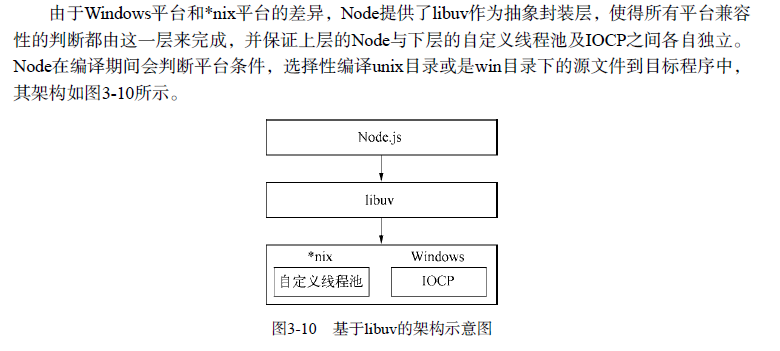 由于Windows平台和*nix平台的差异，Node提供了libuv作为抽象封装层，使得所有平台兼容
性的判断都由这一层来完成，并保证上层的Node与下层的自定义线程池及IOCP之间各自独立。
Node在编译期间会判断平台条件，选择性编译unix目录或是win目录下的源文件到目标程序中，
其架构如图3-10所示。
Node.js
libuv
*nix Windows
自定义线程池 IOCP
图3-10 基于libuv的架构示意图